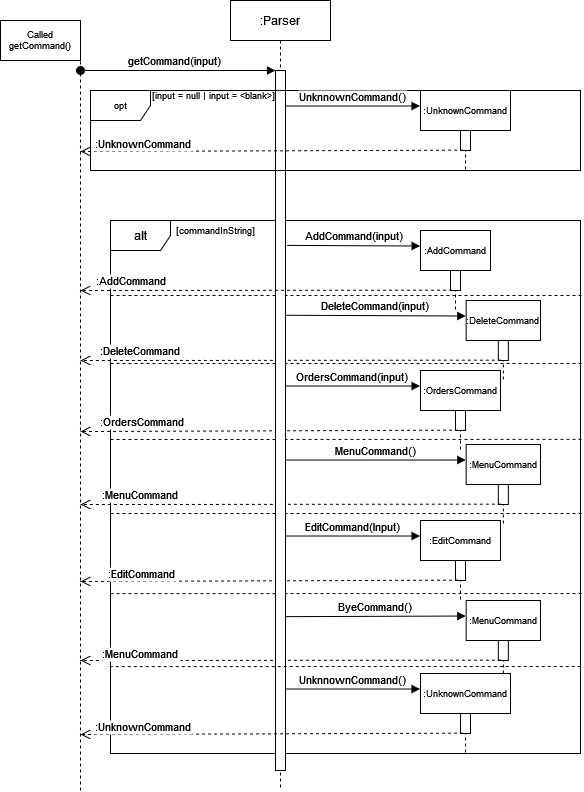 Called
getCommand()
:Parser
getCommand(input)
opt
[input = null | input = <blank>]
UnknnownCommand()
:UnknownCommand
:UnknowmCommand
alt
[commandInString]
AddCommand(input)
:AddCommand
:AddCommand
DeleteCommand(input)
:DeleteCommand
:DeleteCommand
OrdersCommand(input)
:OrdersCommand
:OrdersCommand
MenuCommand()
:MenuCommand
:MenuCommand
EditCommand(Input)
:EditCommand
:EditCommand
ByeCommand()
:MenuCommand
:MenuCommand
UnknnownCommand()
:UnknownCommand
:UnknowmCommand